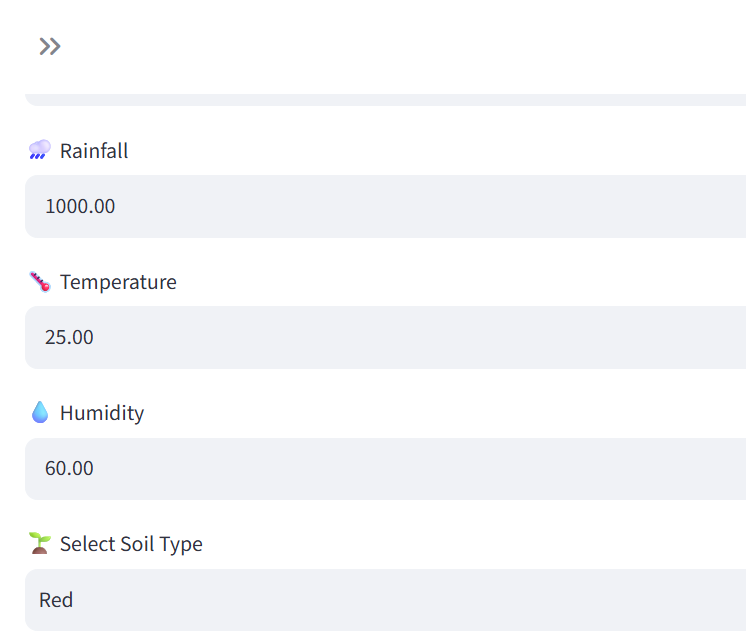 Rainfall
1000.00
Temperature
25.00
Humidity
60.00
Select Soil Type
Red